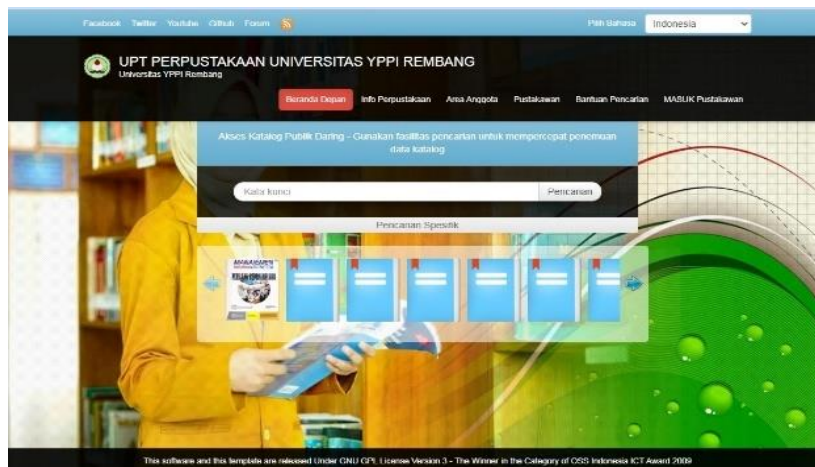 Facebook Twitter Youtube Github Forum Pilih Bahasa Indonesia
UPT PERPUSTAKAAN UNIVERSITAS YPPI REMBANG
Universitas YPPI Rembang
Beranda Depan Info Perpustakaan Area Anggota Pustakawan Bantuan Pencarian MASUK Pustakawan
Akses Katalog Publik Daring - Gunakan fasilitas pencarian untuk mempercepat penemuan
data katalog
Kata kunci Pencarian
Pencarian Spesifik
This software and this template are released Under GNU GPL License Version 3 - The Winner in the Category of OSS Indonesia ICT Award 2009